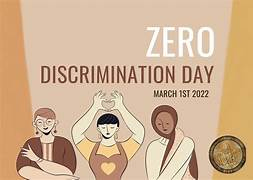 ZERO
DISCRIMINATION DAY
MARCH 1ST 2022